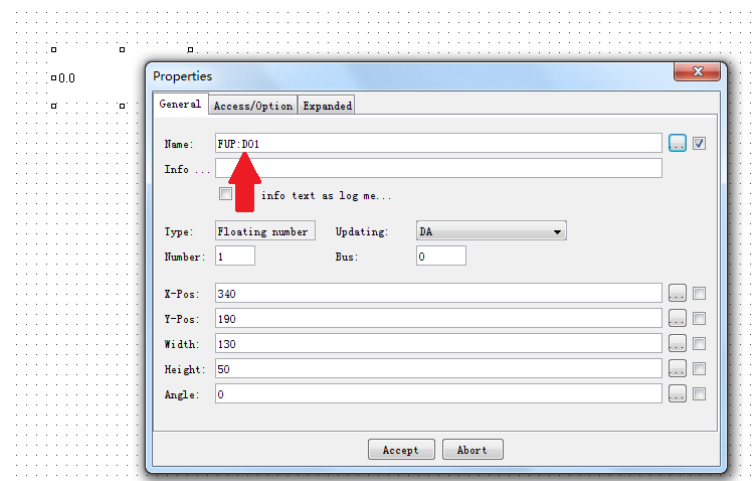 0.0
Properties
General Access/Option Expanded
Name: FUP:D01 ...
Info ...
info text as log me...
Type: Floating number Updating: DA
Number: 1 Bus: 0
X-Pos: 340 ...
Y-Pos: 190 ...
Width: 130 ...
Height: 50 ...
Angle: 0 ...
Accept Abort